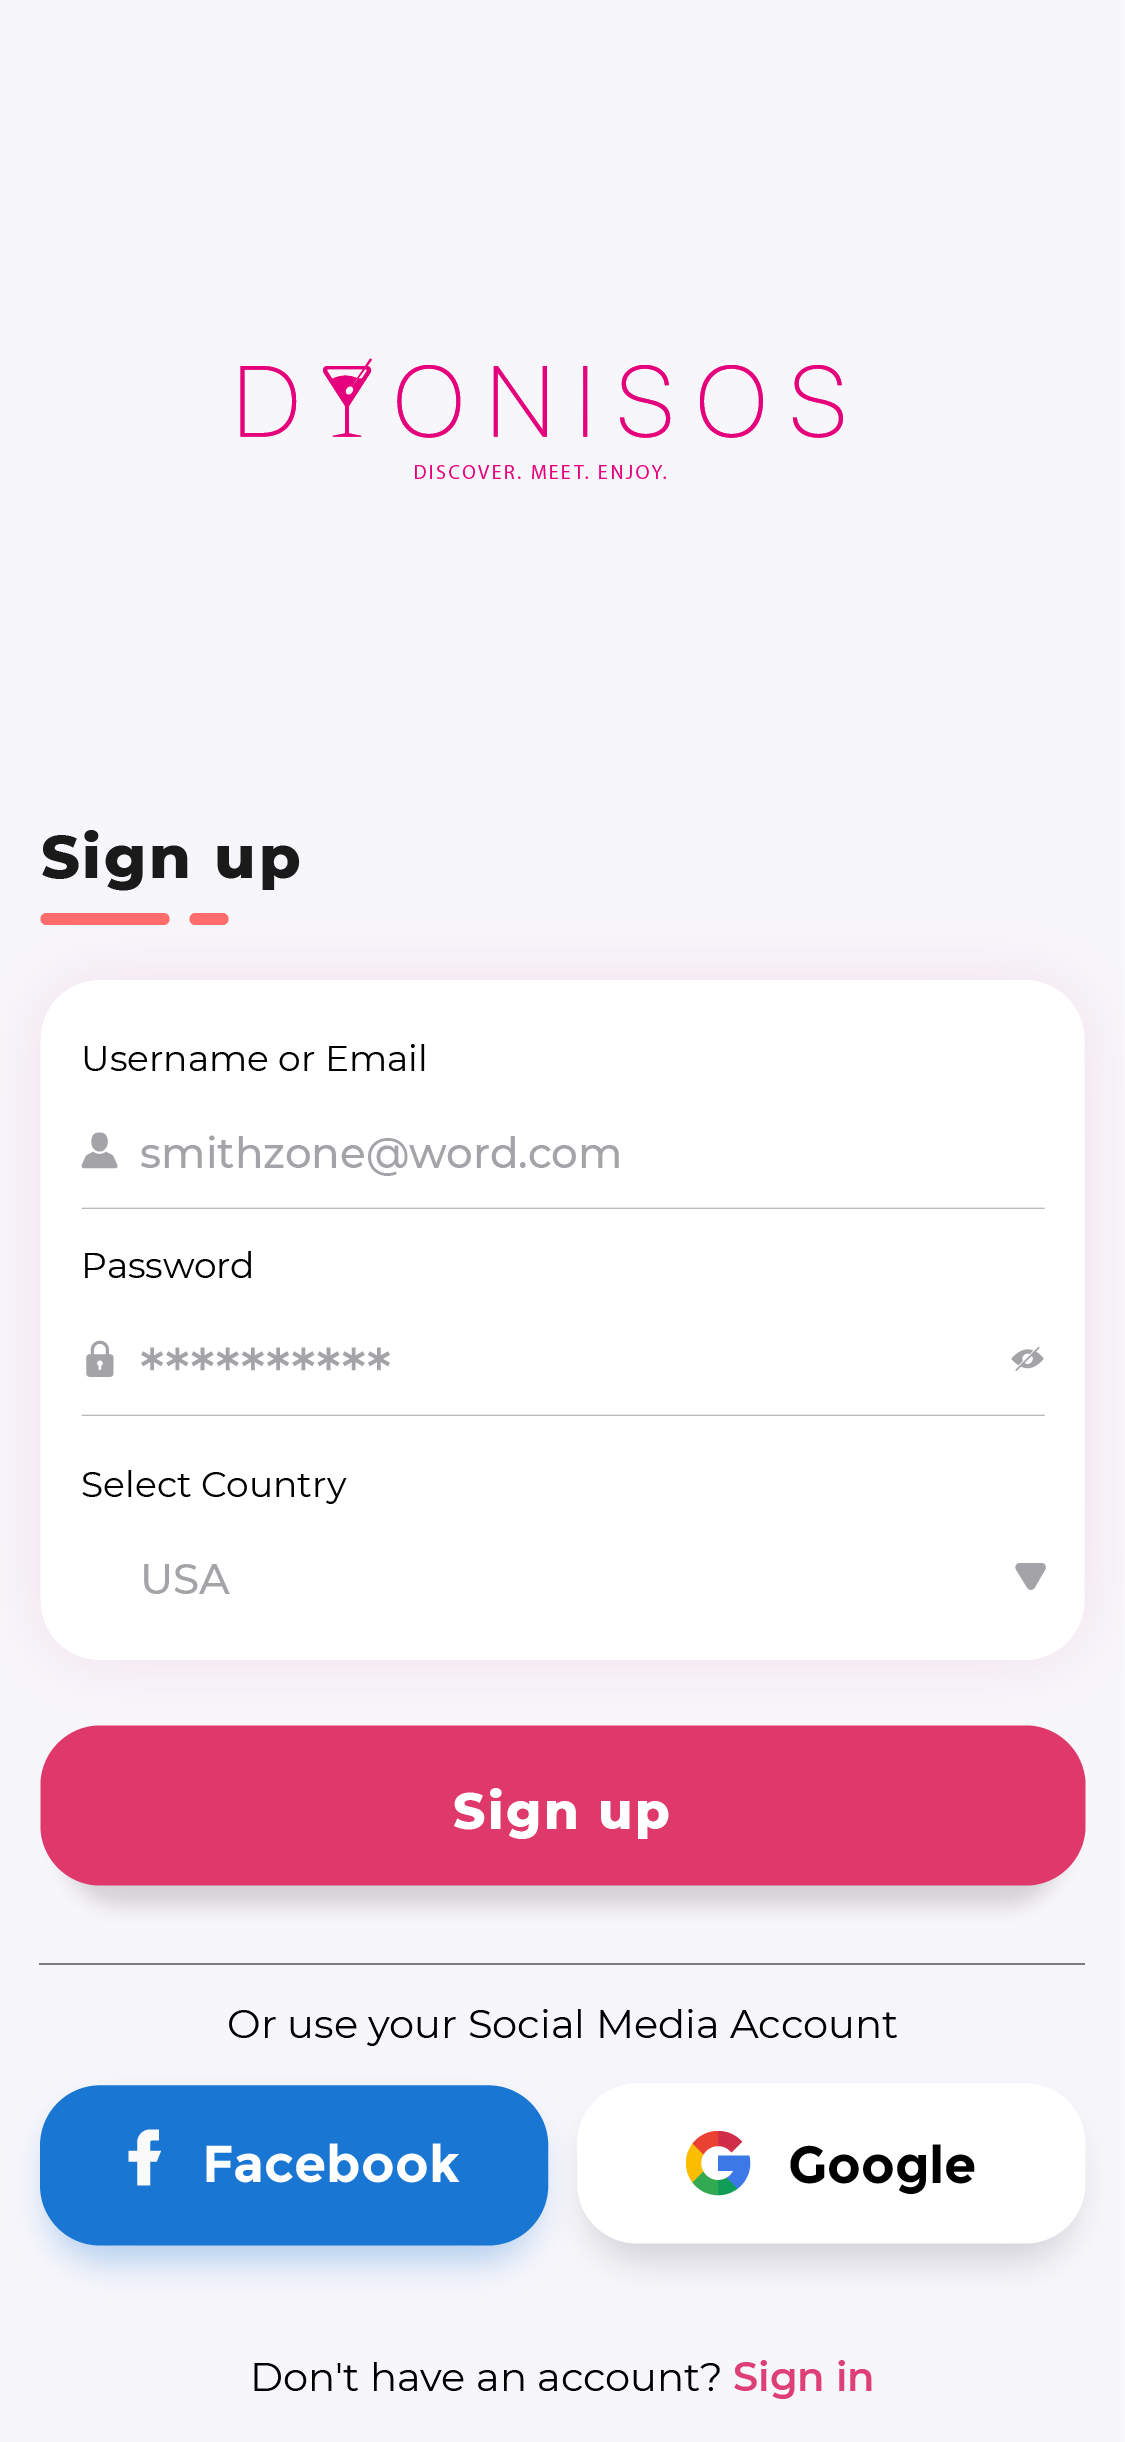 DYONISOS
DISCOVER. MEET. ENJOY.
Sign up
Username or Email
smithzone@word.com
Password
**********
Select Country
USA
Sign up
Or use your Social Media Account
Facebook
Google
Don't have an account? Sign in